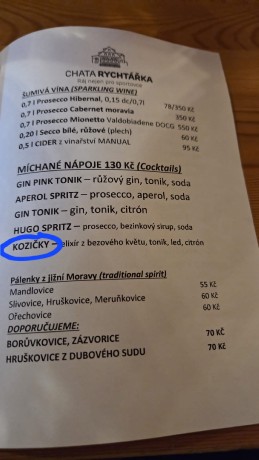 CHATA RYCHTÁŘKA
Ráj nejen pro sportovce
ŠUMIVÁ VÍNA (SPARKLING WINE)
0,7 l Prosecco Hibernal, 0,15 dc/0,7l 78/350 Kč
0,7 l Prosecco Cabernet moravia 350 Kč
0,7 l Prosecco Mionetto Valdobiadene DOCG 550 Kč
0,20 l Secco bílé, růžové (plech) 60 Kč
0,5 l CIDER z vinařství MANUAL 95 Kč
MÍCHANÉ NÁPOJE 130 KČ (Cocktails)
GIN PINK TONIK – růžový gin, tonik, soda
APEROL SPRITZ – prosecco, aperol, soda
GIN TONIK – gin, tonik, citrón
HUGO SPRITZ – prosecco, bezinkový sirup, soda
KOZIČKY – elixír z bezového květu, tonik, led, citrón
Pálenky z jižní Moravy (traditional spirit)
Mandlovice 55 Kč
Slivovice, Hruškovice, Meruňkovice 60 Kč
Ořechovice 60 Kč
DOPORUČUJEME:
BORŮVKOVICE, ZÁZVORICE 70 KČ
HRUŠKOVICE Z DUBOVÉHO SUDU 70 Kč